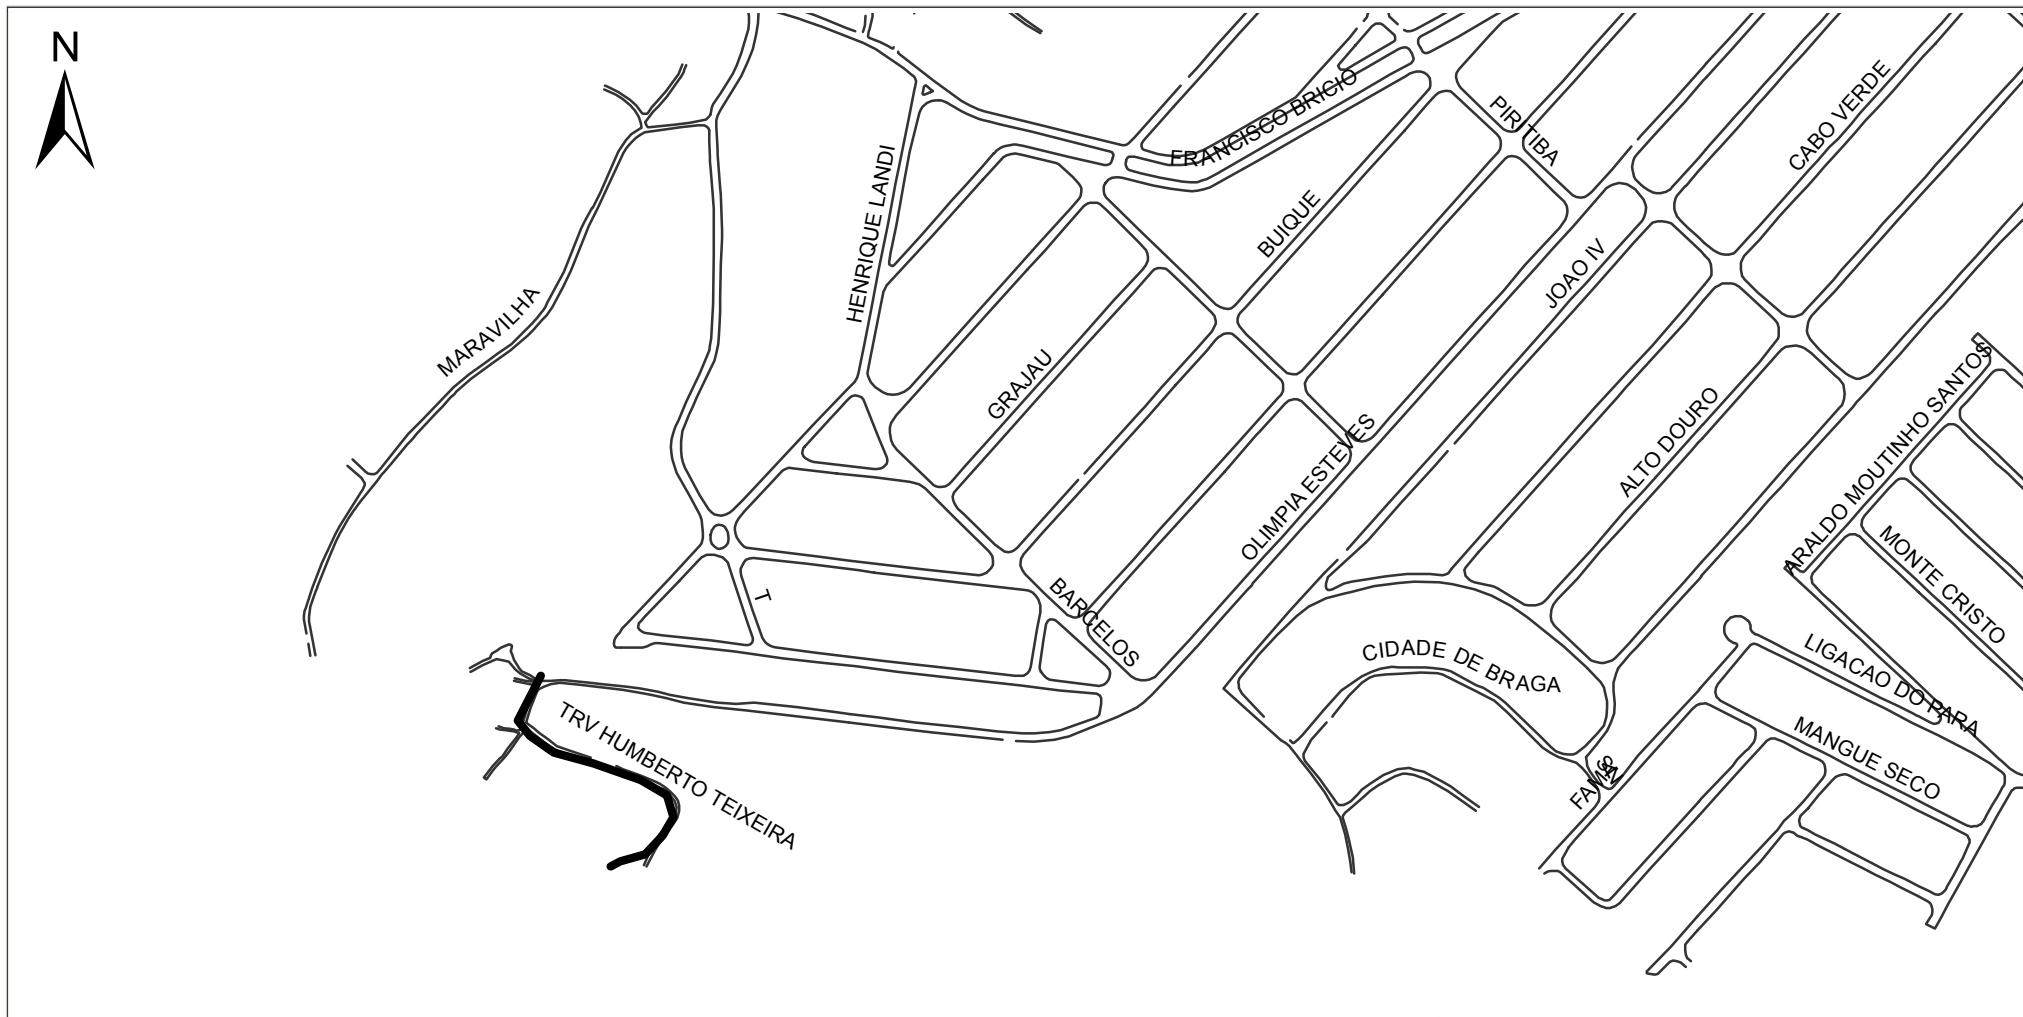 N
CABO VERDE
PIRITIBA
FRANCISCO BRICIO
HENRIQUE LANDI
BUIQUE
JOAO IV
MARAVILHA
GRAJAU
ALTO DOURO
ARALDO MOUTINHO SANTOS
OLIMPIA ESTEVES
MONTE CRISTO
T
BARCELOS
CIDADE DE BRAGA
LIGACAO DO PARA
TRV HUMBERTO TEIXEIRA
MANGUE SECO